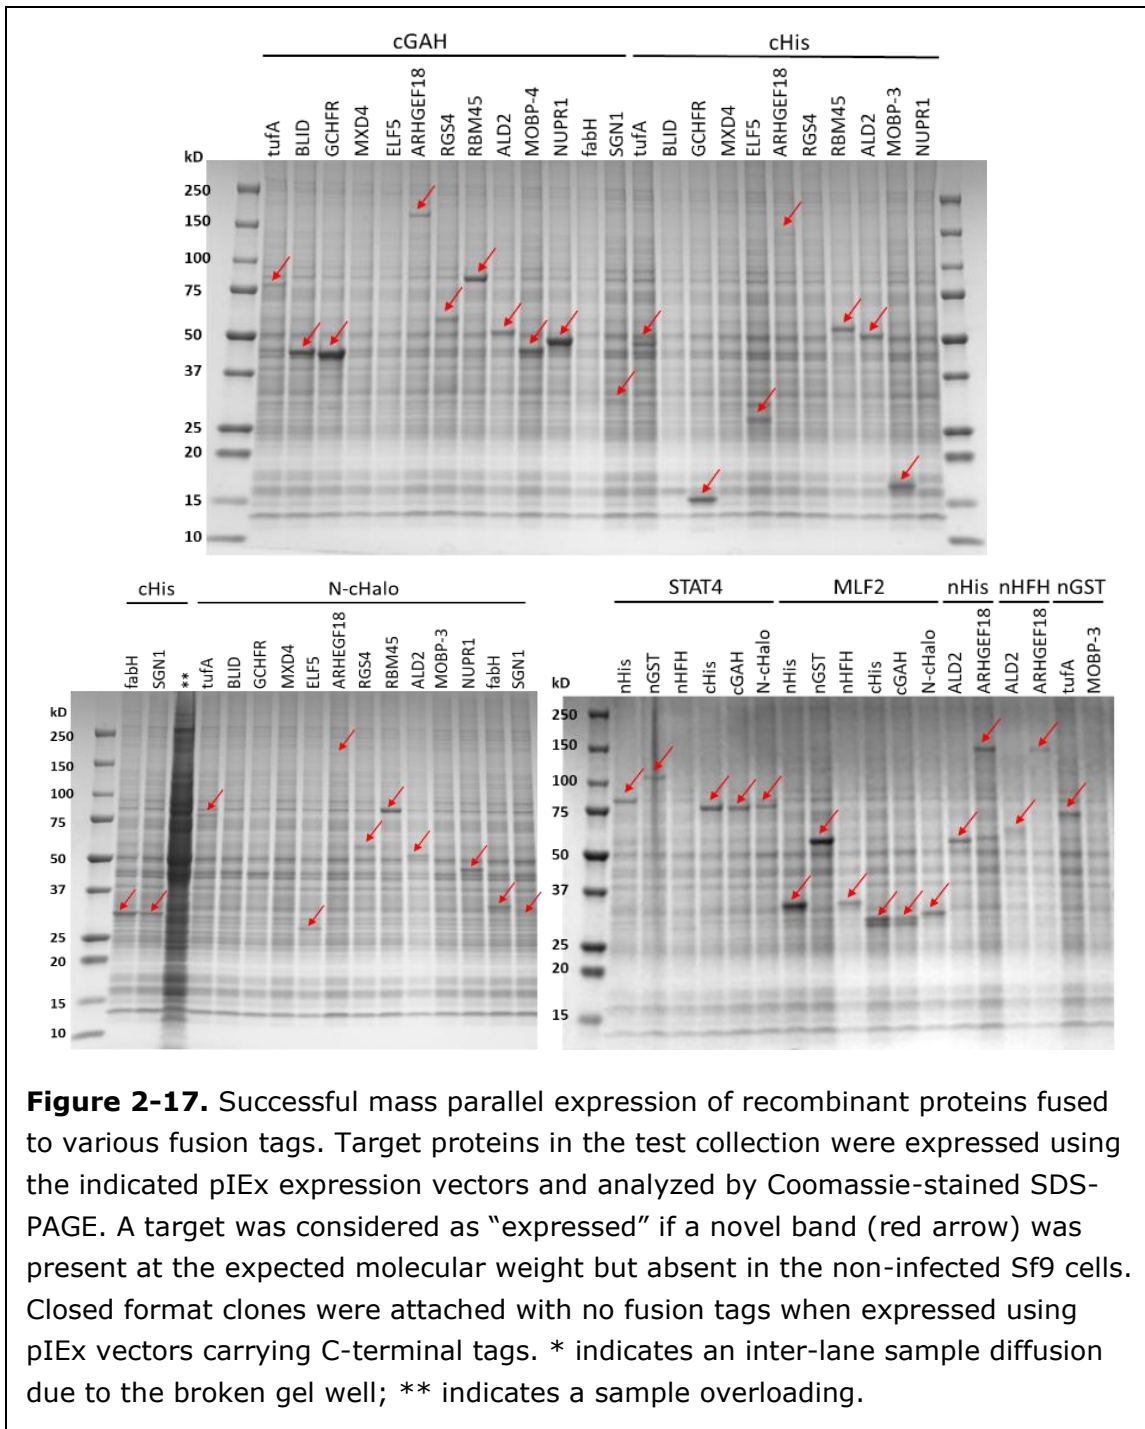 cGAH cHis
tufA BLID GCHFR MXD4 ELF5 ARHGEF18 RGS4 RBM45 ALD2 MOBP-4 NUPR1 fabH SGN1 tufA BLID GCHFR MXD4 ELF5 ARHGEF18 RGS4 RBM45 ALD2 MOBP-3 NUPR1
kD
250
150
100
75
50
37
25
20
15
10
cHis N-cHalo
fabH SGN1 ** tufA BLID GCHFR MXD4 ELF5 ARHEGF18 RGS4 RBM45 ALD2 MOBP-3 NUPR1 fabH SGN1
kD
250
150
100
75
50
37
25
20
15
10
STAT4 MLF2 nHis nHFH nGST
nHis nGST nHFH cHis cGAH N-cHalo nHis nGST nHFH cHis cGAH N-cHalo ALD2 ARHGEF18 ALD2 ARHGEF18 tufA MOBP-3
kD
250
150
100
75
50
37
25
20
15
Figure 2-17. Successful mass parallel expression of recombinant proteins fused
to various fusion tags. Target proteins in the test collection were expressed using
the indicated pIEx expression vectors and analyzed by Coomassie-stained SDS-
PAGE. A target was considered as “expressed” if a novel band (red arrow) was
present at the expected molecular weight but absent in the non-infected Sf9 cells.
Closed format clones were attached with no fusion tags when expressed using
pIEx vectors carrying C-terminal tags. * indicates an inter-lane sample diffusion
due to the broken gel well; ** indicates a sample overloading.